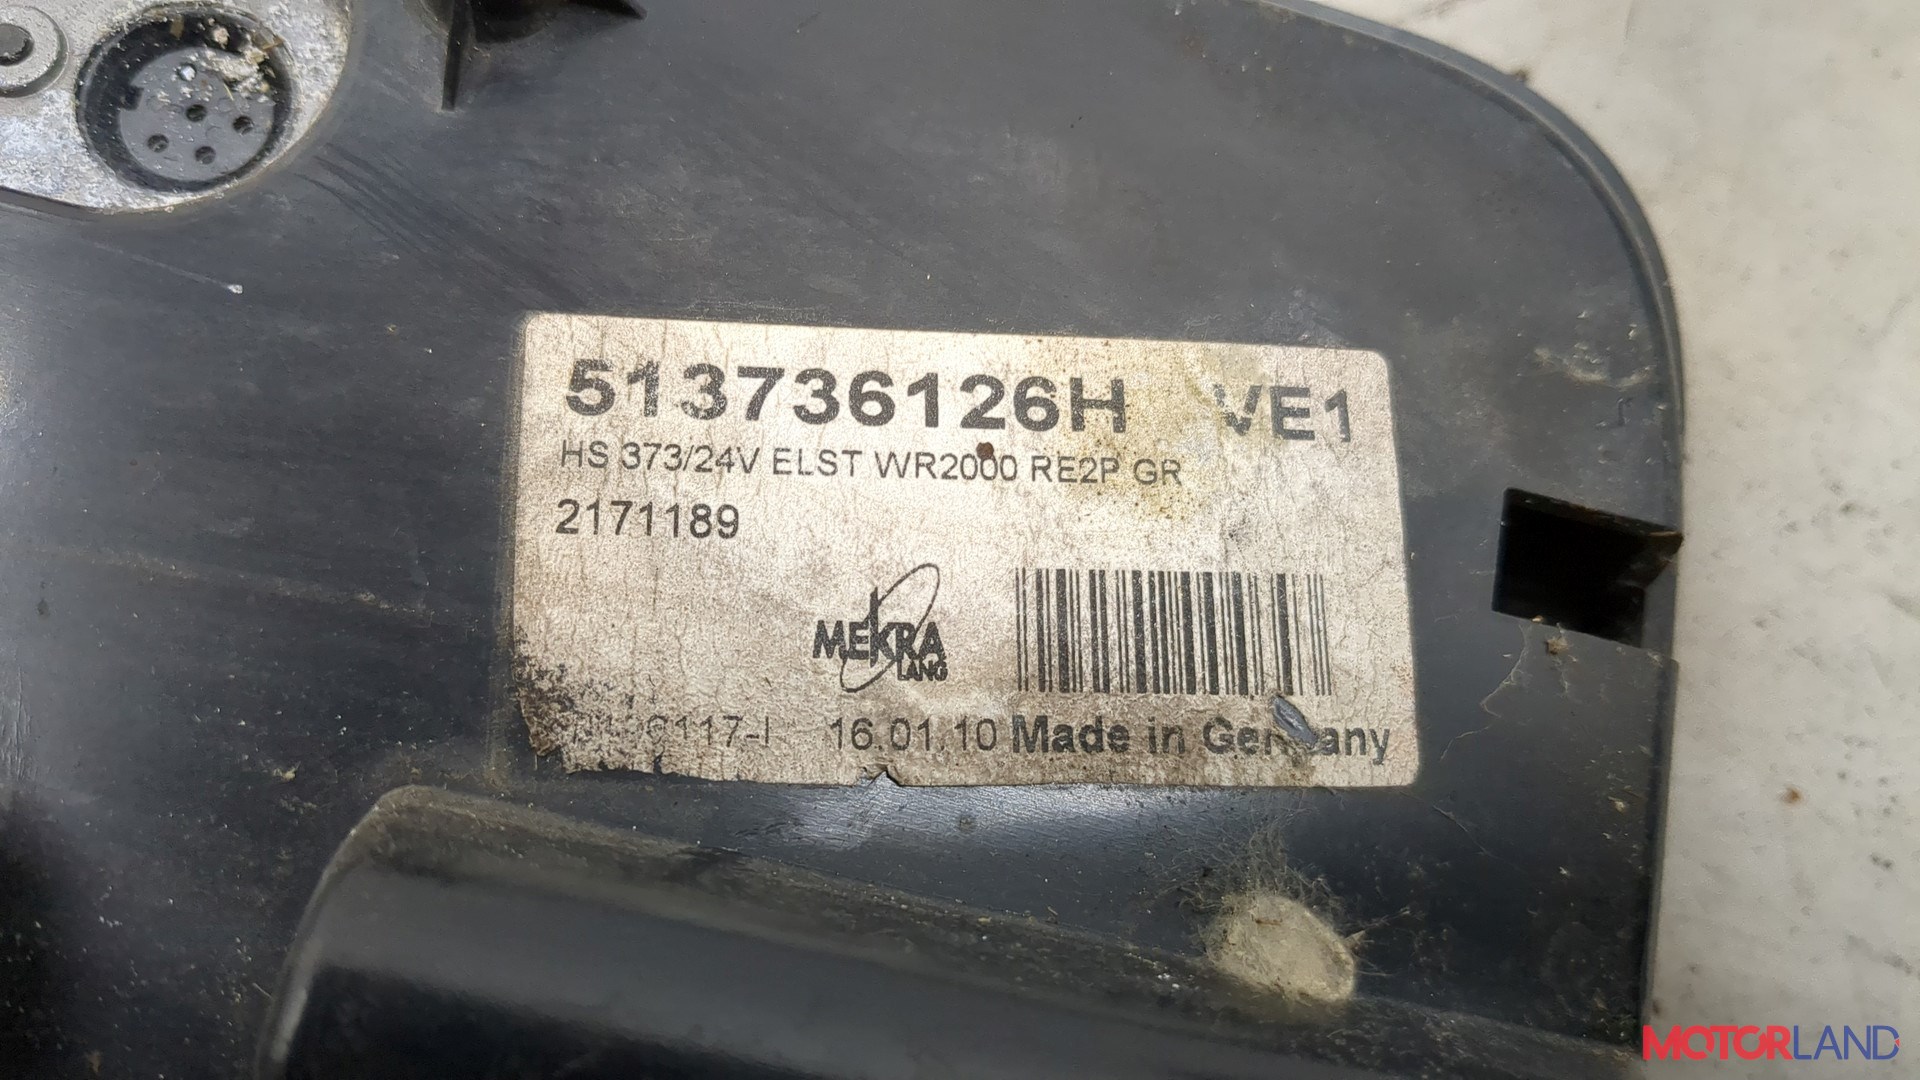 513736126H VE1
HS 373/24V ELST WR2000 RE2P GR
2171189
MEKRA
LANG
16.01.10 Made in Germany
MOTORLAND